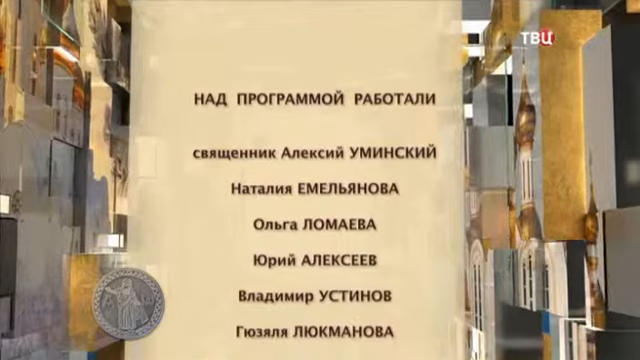 ТВЦ
НАД ПРОГРАММОЙ РАБОТАЛИ
священник Алексий УМИНСКИЙ
Наталия ЕМЕЛЬЯНОВА
Ольга ЛОМАЕВА
Юрий АЛЕКСЕЕВ
Владимир УСТИНОВ
Гюзяля ЛЮКМАНОВА